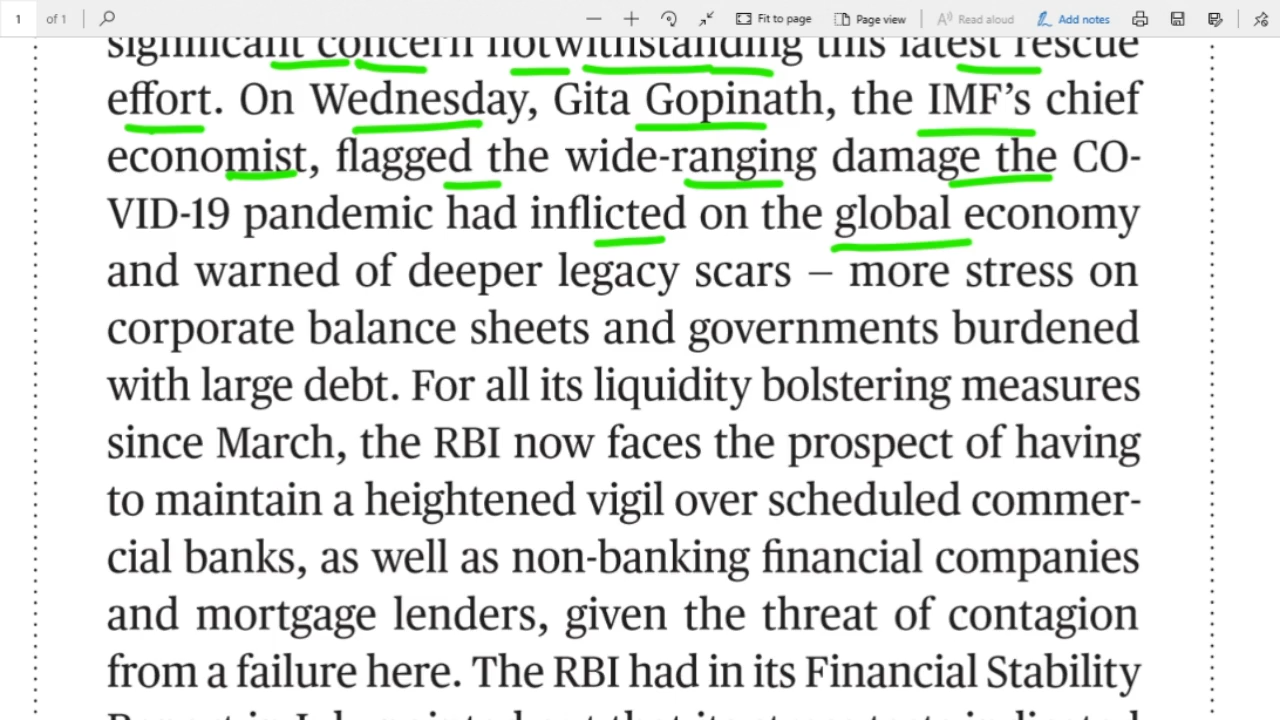 1 of 1 Fit to page Page view Read aloud Add notes
significant concern notwithstanding this latest rescue
effort. On Wednesday, Gita Gopinath, the IMF’s chief
economist, flagged the wide-ranging damage the CO-
VID-19 pandemic had inflicted on the global economy
and warned of deeper legacy scars – more stress on
corporate balance sheets and governments burdened
with large debt. For all its liquidity bolstering measures
since March, the RBI now faces the prospect of having
to maintain a heightened vigil over scheduled commer-
cial banks, as well as non-banking financial companies
and mortgage lenders, given the threat of contagion
from a failure here. The RBI had in its Financial Stability